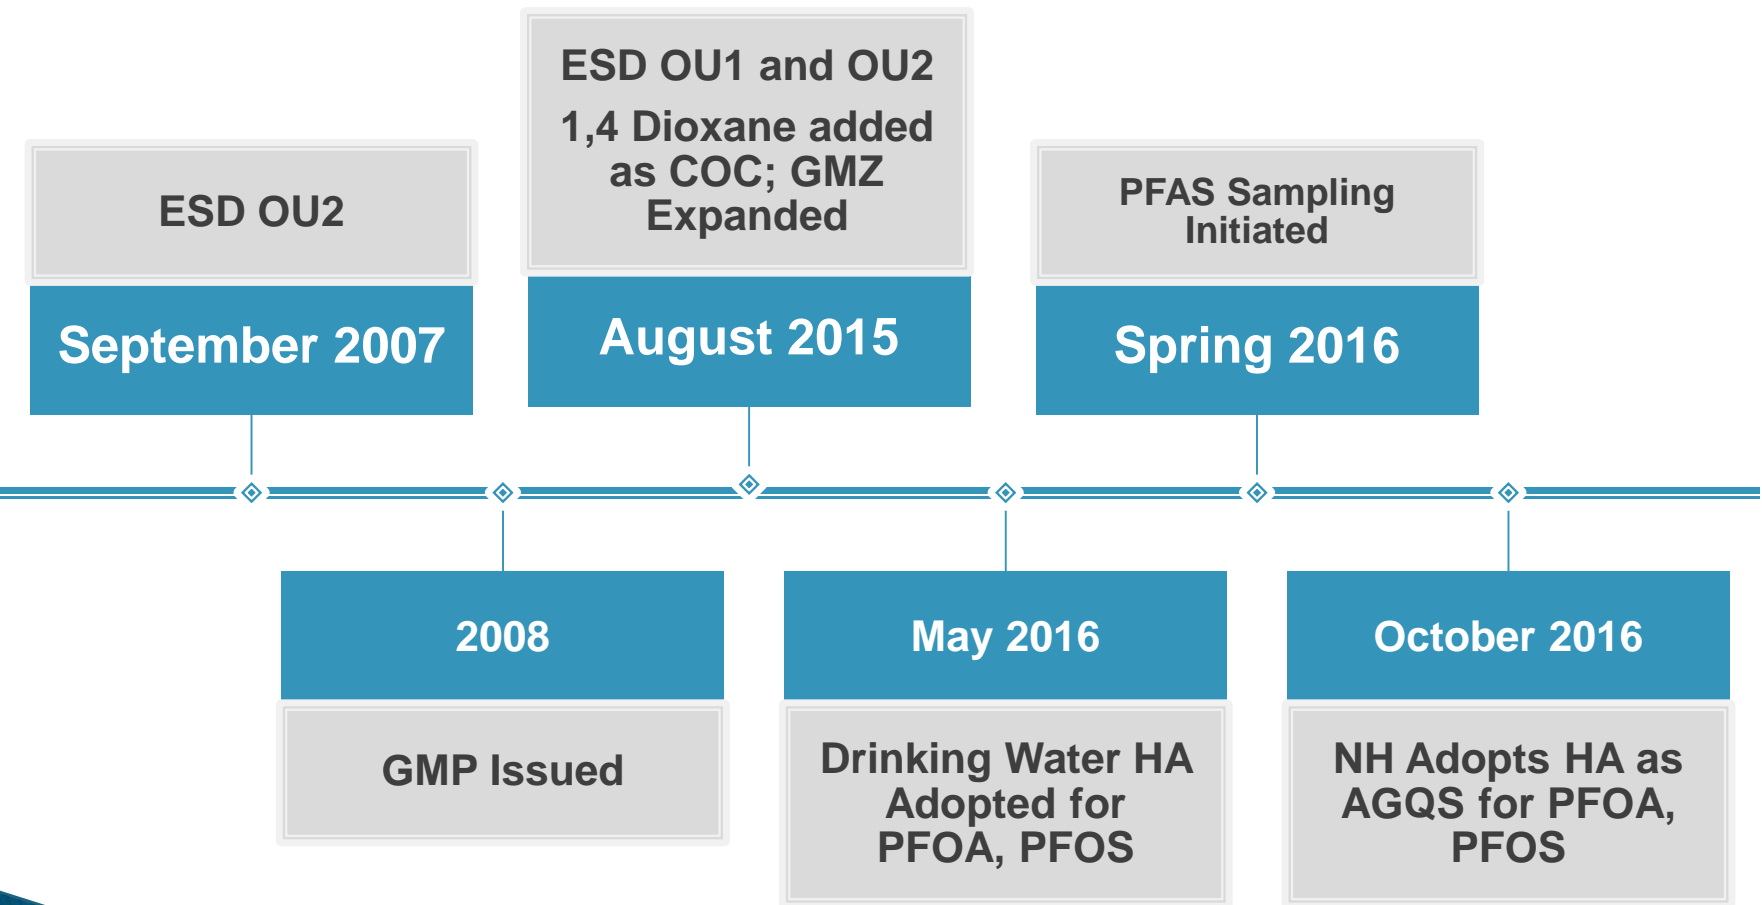 ESD OU2
September 2007
2008
GMP Issued
ESD OU1 and OU2
1,4 Dioxane added
as COC; GMZ
Expanded
August 2015
May 2016
Drinking Water HA
Adopted for
PFOA, PFOS
PFAS Sampling
Initiated
Spring 2016
October 2016
NH Adopts HA as
AGQS for PFOA,
PFOS